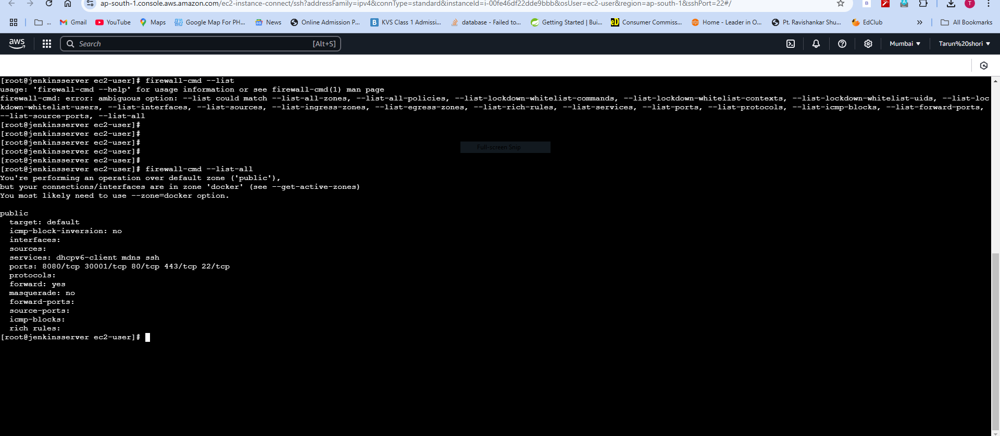 ap-south-1.console.aws.amazon.com/ec2-instance-connect/ssh?addressFamily=ipv4&connType=standard&instanceId=i-00fe46df22dde9bbb&osUser=ec2-user&region=ap-south-1&sshPort=22#/
B T
... Gmail YouTube Maps Google Map For PH... News Online Admission P... B KVS Class 1 Admissi... database - Failed to... Getting Started | Bui... Consumer Commiss... Home - Leader in O... Pt. Ravishankar Shu... EdClub » All Bookmarks
aws Search [Alt+S] Mumbai Tarun%20shori
[root@jenkinsserver ec2-user]# firewall-cmd --list
usage: 'firewall-cmd --help' for usage information or see firewall-cmd(1) man page
firewall-cmd: error: ambiguous option: --list could match --list-all-zones, --list-all-policies, --list-lockdown-whitelist-commands, --list-lockdown-whitelist-contexts, --list-lockdown-whitelist-uids, --list-loc
kdown-whitelist-users, --list-interfaces, --list-sources, --list-ingress-zones, --list-egress-zones, --list-rich-rules, --list-services, --list-ports, --list-protocols, --list-icmp-blocks, --list-forward-ports,
--list-source-ports, --list-all
[root@jenkinsserver ec2-user]#
[root@jenkinsserver ec2-user]#
[root@jenkinsserver ec2-user]#
Full-screen Snip
[root@jenkinsserver ec2-user]#
[root@jenkinsserver ec2-user]#
[root@jenkinsserver ec2-user]# firewall-cmd --list-all
You're performing an operation over default zone ('public'),
but your connections/interfaces are in zone 'docker' (see --get-active-zones)
You most likely need to use --zone=docker option.
public
target: default
icmp-block-inversion: no
interfaces:
sources:
services: dhcpv6-client mdns ssh
ports: 8080/tcp 30001/tcp 80/tcp 443/tcp 22/tcp
protocols:
forward: yes
masquerade: no
forward-ports:
source-ports:
icmp-blocks:
rich rules:
[root@jenkinsserver ec2-user]#